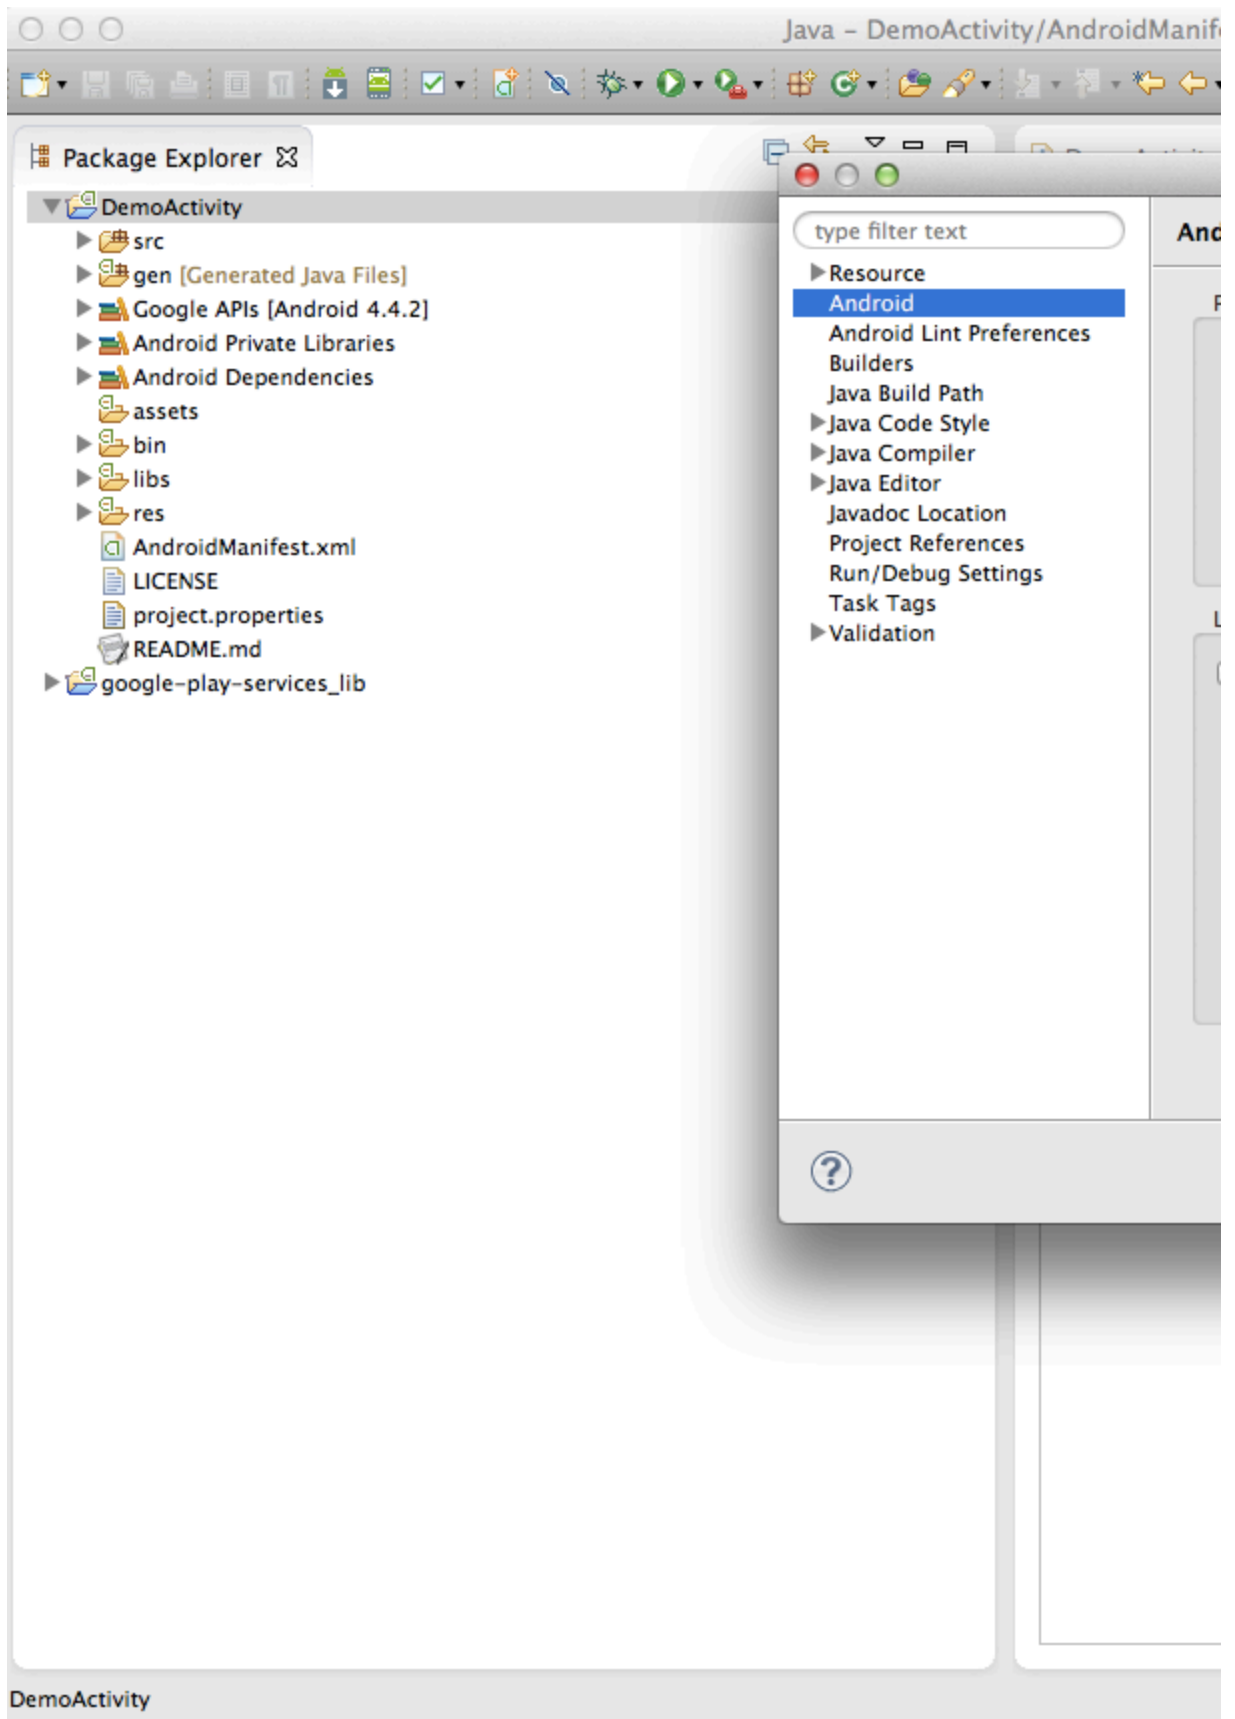 Java – DemoActivity/AndroidManif
Package Explorer
DemoActivity
src
gen [Generated Java Files]
Google APIs [Android 4.4.2]
Android Private Libraries
Android Dependencies
assets
bin
libs
res
AndroidManifest.xml
LICENSE
project.properties
README.md
google-play-services_lib
type filter text
Resource
Android
Android Lint Preferences
Builders
Java Build Path
Java Code Style
Java Compiler
Java Editor
Javadoc Location
Project References
Run/Debug Settings
Task Tags
Validation
And
DemoActivity